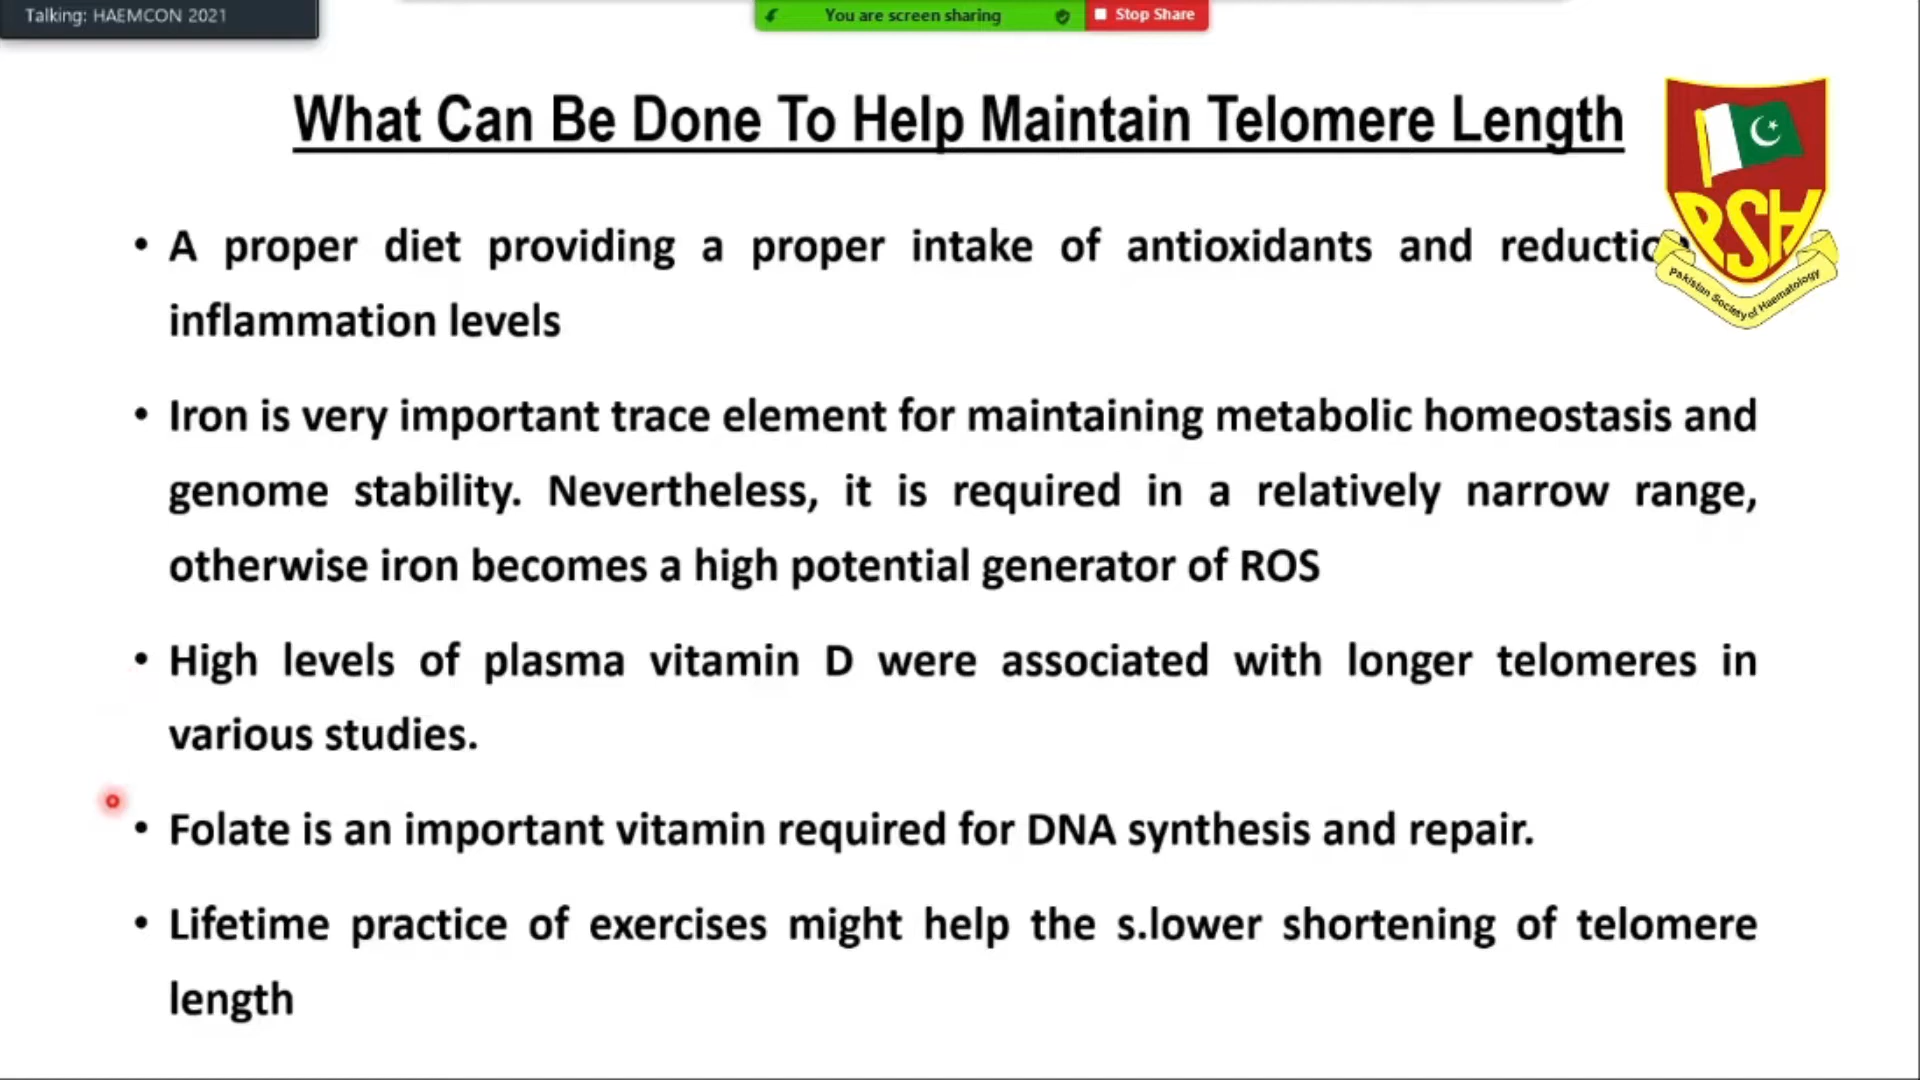 Talking: HAEMCON 2021
You are screen sharing
Stop Share
What Can Be Done To Help Maintain Telomere Length
PSH
Pakistan Society of Haematology
• A proper diet providing a proper intake of antioxidants and reduction
inflammation levels
• Iron is very important trace element for maintaining metabolic homeostasis and
genome stability. Nevertheless, it is required in a relatively narrow range,
otherwise iron becomes a high potential generator of ROS
• High levels of plasma vitamin D were associated with longer telomeres in
various studies.
• Folate is an important vitamin required for DNA synthesis and repair.
• Lifetime practice of exercises might help the s.lower shortening of telomere
length